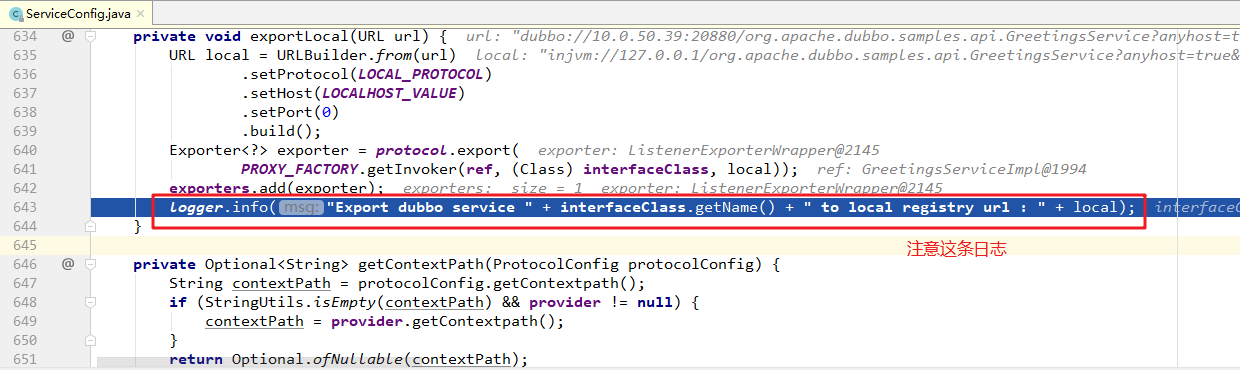 ServiceConfig.java ×
634 @ private void exportLocal(URL url) { url: "dubbo://10.0.50.39:20880/org.apache.dubbo.samples.api.GreetingsService?anyhost=t
635 URL local = URLBuilder.from(url) local: "injvm://127.0.0.1/org.apache.dubbo.samples.api.GreetingsService?anyhost=true&
636 .setProtocol(LOCAL_PROTOCOL)
637 .setHost(LOCALHOST_VALUE)
638 .setPort(0)
639 .build();
640 Exporter<?> exporter = protocol.export( exporter: ListenerExporterWrapper@2145
641 PROXY_FACTORY.getInvoker(ref, (Class) interfaceClass, local)); ref: GreetingsServiceImpl@1994
642 exporters.add(exporter); exporters: size = 1 exporter: ListenerExporterWrapper@2145
643 logger.info( msg: "Export dubbo service " + interfaceClass.getName() + " to local registry url : " + local); interfaceC
644 }
645 注意这条日志
646 @ private Optional<String> getContextPath(ProtocolConfig protocolConfig) {
647 String contextPath = protocolConfig.getContextpath();
648 if (StringUtils.isEmpty(contextPath) && provider != null) {
649 contextPath = provider.getContextpath();
650 }
651 return Optional.ofNullable(contextPath);